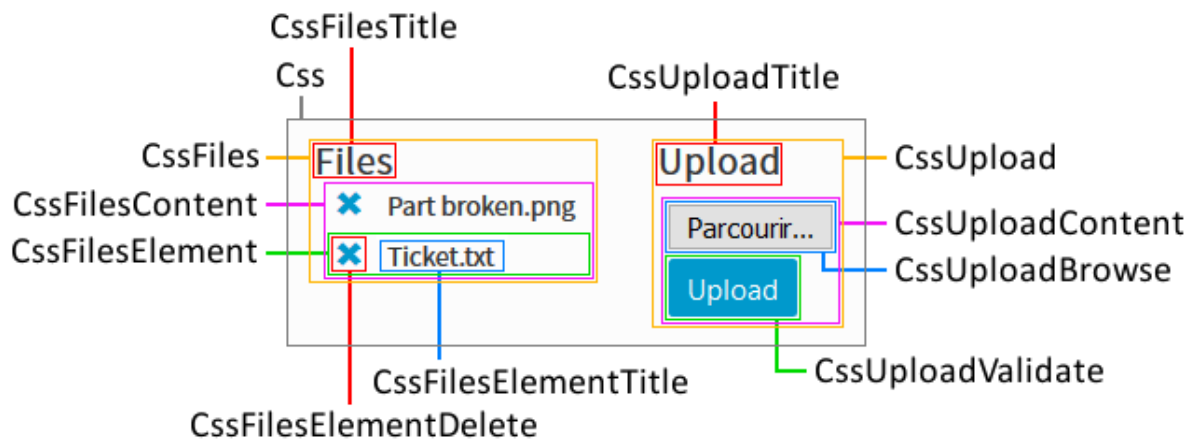 CssFilesTitle
Css
CssUploadTitle
CssFiles
Files
Upload
CssUpload
CssFilesContent
Part broken.png
Parcourir...
CssUploadContent
CssFilesElement
Ticket.txt
CssUploadBrowse
Upload
CssFilesElementTitle
CssUploadValidate
CssFilesElementDelete